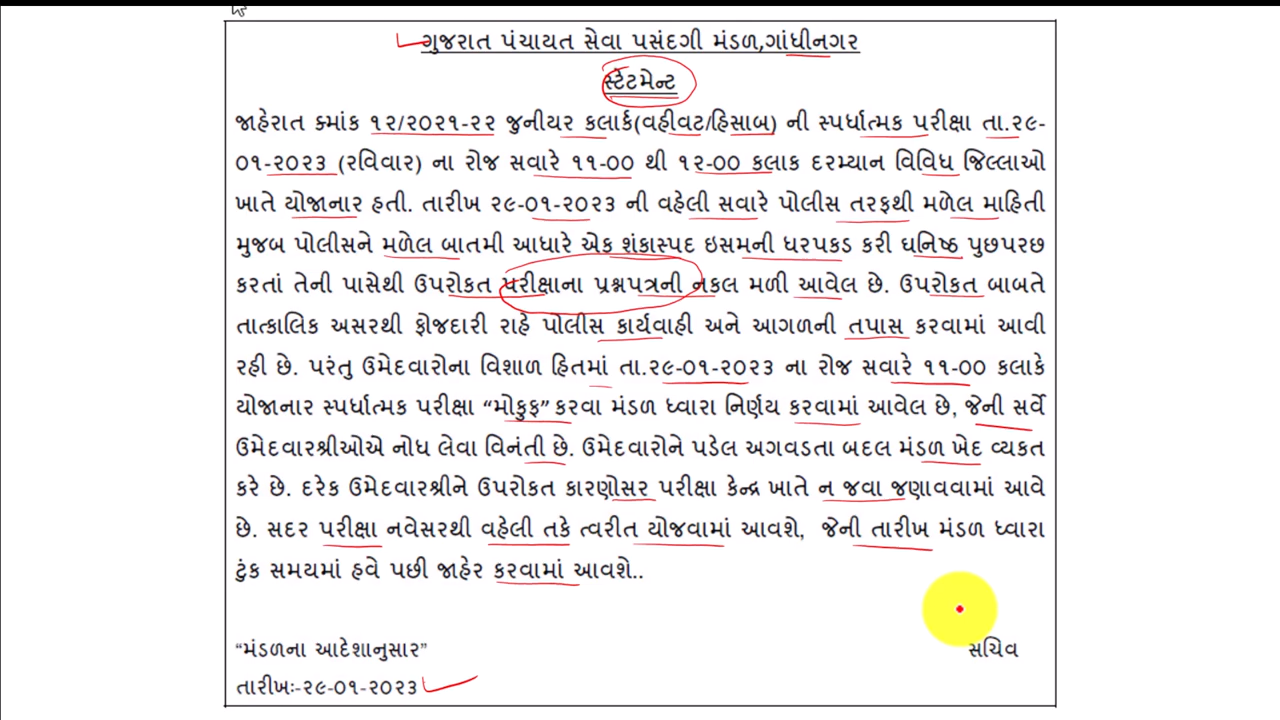 ગુજરાત પંચાયત સેવા પસંદગી મંડળ,ગાંધીનગર
સ્ટેટમેન્ટ
જાહેરાત ક્માંક ૧૨/૨૦૨૧-૨૨ જુનીયર કલાર્ક(વહીવટ/હિસાબ) ની સ્પર્ધાત્મક પરીક્ષા તા.૨૯-
૦૧-૨૦૨૩ (રવિવાર) ના રોજ સવારે ૧૧-૦૦ થી ૧૨-૦૦ કલાક દરમ્યાન વિવિધ જિલ્લાઓ
ખાતે યોજાનાર હતી. તારીખ ૨૯-૦૧-૨૦૨૩ ની વહેલી સવારે પોલીસ તરફથી મળેલ માહિતી
મુજબ પોલીસને મળેલ બાતમી આધારે એક શંકાસ્પદ ઇસમની ધરપકડ કરી ઘનિષ્ઠ પુછપરછ
કરતાં તેની પાસેથી ઉપરોકત પરીક્ષાના પ્રશ્નપત્રની નકલ મળી આવેલ છે. ઉપરોકત બાબતે
તાત્કાલિક અસરથી ફોજદારી રાહે પોલીસ કાર્યવાહી અને આગળની તપાસ કરવામાં આવી
રહી છે. પરંતુ ઉમેદવારોના વિશાળ હિતમાં તા.૨૯-૦૧-૨૦૨૩ ના રોજ સવારે ૧૧-૦૦ કલાકે
યોજાનાર સ્પર્ધાત્મક પરીક્ષા “મોકુફ” કરવા મંડળ ધ્વારા નિર્ણય કરવામાં આવેલ છે, જેની સર્વે
ઉમેદવારશ્રીઓએ નોધ લેવા વિનંતી છે. ઉમેદવારોને પડેલ અગવડતા બદલ મંડળ ખેદ વ્યકત
કરે છે. દરેક ઉમેદવારશ્રીને ઉપરોકત કારણોસર પરીક્ષા કેન્દ્ર ખાતે ન જવા જણાવવામાં આવે
છે. સદર પરીક્ષા નવેસરથી વહેલી તકે ત્વરીત યોજવામાં આવશે, જેની તારીખ મંડળ ધ્વારા
ટુંક સમયમાં હવે પછી જાહેર કરવામાં આવશે..
“મંડળના આદેશાનુસાર” સચિવ
તારીખઃ-૨૯-૦૧-૨૦૨૩